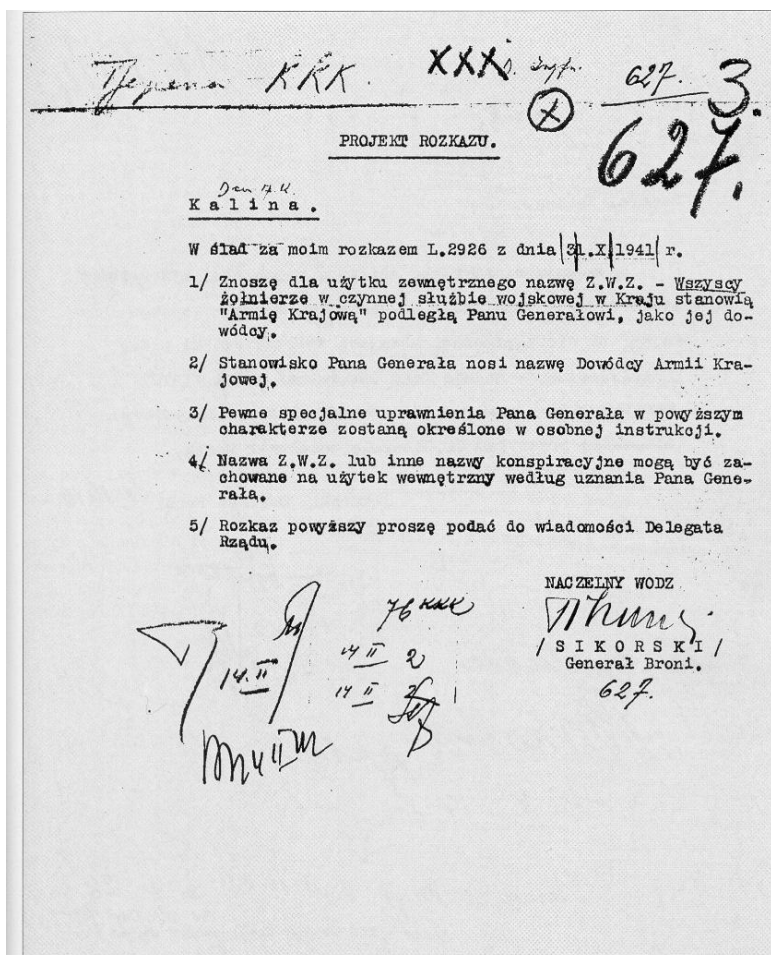 KKK. XXX
627. 3.
X
627.
PROJEKT ROZKAZU.
Kalina.
W ślad za moim rozkazem L.2926 z dnia 31.X.1941 r.
1/ Znoszę dla użytku zewnętrznego nazwę Z.W.Z. - Wszyscy
żołnierze w czynnej służbie wojskowej w Kraju stanowią
"Armię Krajową" podległą Panu Generałowi, jako jej do-
wódcy.
2/ Stanowisko Pana Generała nosi nazwę Dowódcy Armii Kra-
jowej.
3/ Pewne specjalne uprawnienia Pana Generała w powyższym
charakterze zostaną określone w osobnej instrukcji.
4/ Nazwa Z.W.Z. lub inne nazwy konspiracyjne mogą być za-
chowane na użytek wewnętrzny według uznania Pana Gene-
rała.
5/ Rozkaz powyższy proszę podać do wiadomości Delegata
Rządu.
NACZELNY WODZ
/ S I K O R S K I /
Generał Broni.
627.
76 KKK
14 II 2
14 II
14.II